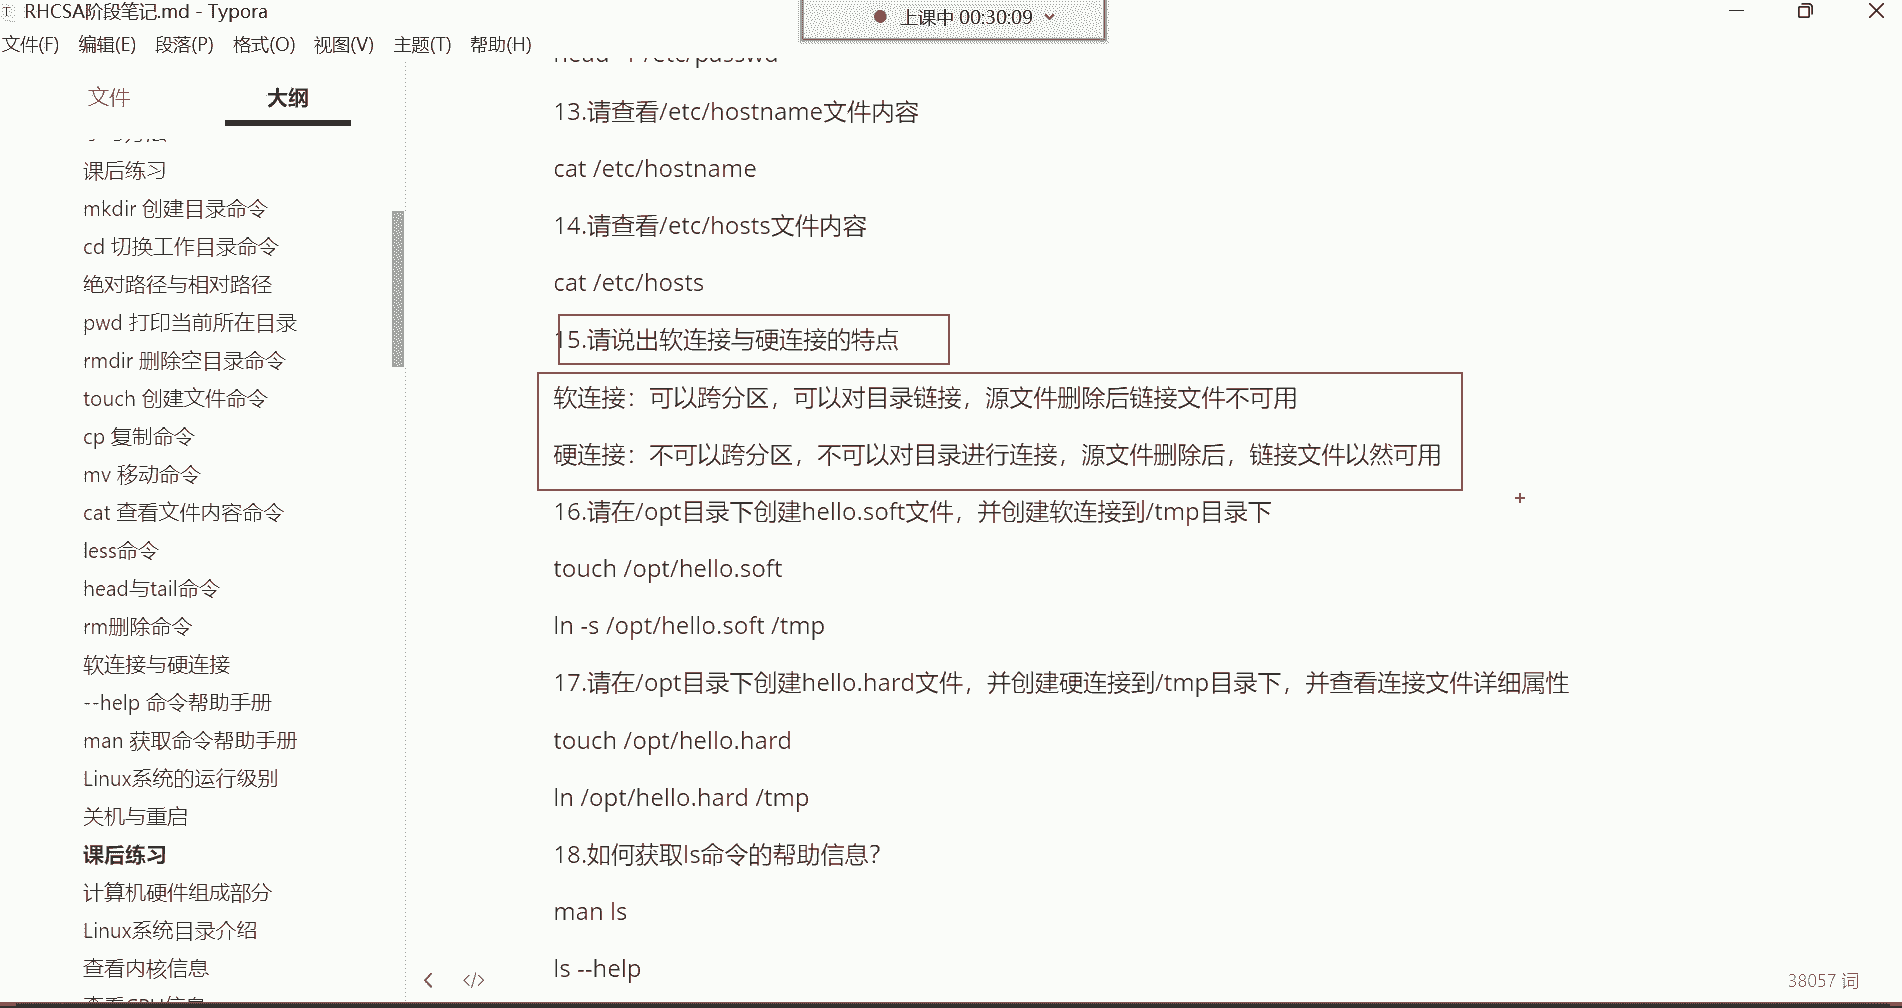 RHCSA阶段笔记.md - Typora
上课中 00:30:09
文件(F) 编辑(E) 段落(P) 格式(O) 视图(V) 主题(T) 帮助(H)
文件 大纲
课后练习
mkdir 创建目录命令
cd 切换工作目录命令
绝对路径与相对路径
pwd 打印当前所在目录
rmdir 删除空目录命令
touch 创建文件命令
cp 复制命令
mv 移动命令
cat 查看文件内容命令
less命令
head与tail命令
rm删除命令
软连接与硬连接
--help 命令帮助手册
man 获取命令帮助手册
Linux系统的运行级别
关机与重启
课后练习
计算机硬件组成部分
Linux系统目录介绍
查看内核信息
查看CPU信息
13.请查看/etc/hostname文件内容
cat /etc/hostname
14.请查看/etc/hosts文件内容
cat /etc/hosts
15.请说出软连接与硬连接的特点
软连接：可以跨分区，可以对目录链接，源文件删除后链接文件不可用
硬连接：不可以跨分区，不可以对目录进行连接，源文件删除后，链接文件以然可用
16.请在/opt目录下创建hello.soft文件，并创建软连接到/tmp目录下
touch /opt/hello.soft
ln -s /opt/hello.soft /tmp
17.请在/opt目录下创建hello.hard文件，并创建硬连接到/tmp目录下，并查看连接文件详细属性
touch /opt/hello.hard
ln /opt/hello.hard /tmp
18.如何获取ls命令的帮助信息？
man ls
ls --help
38057 词